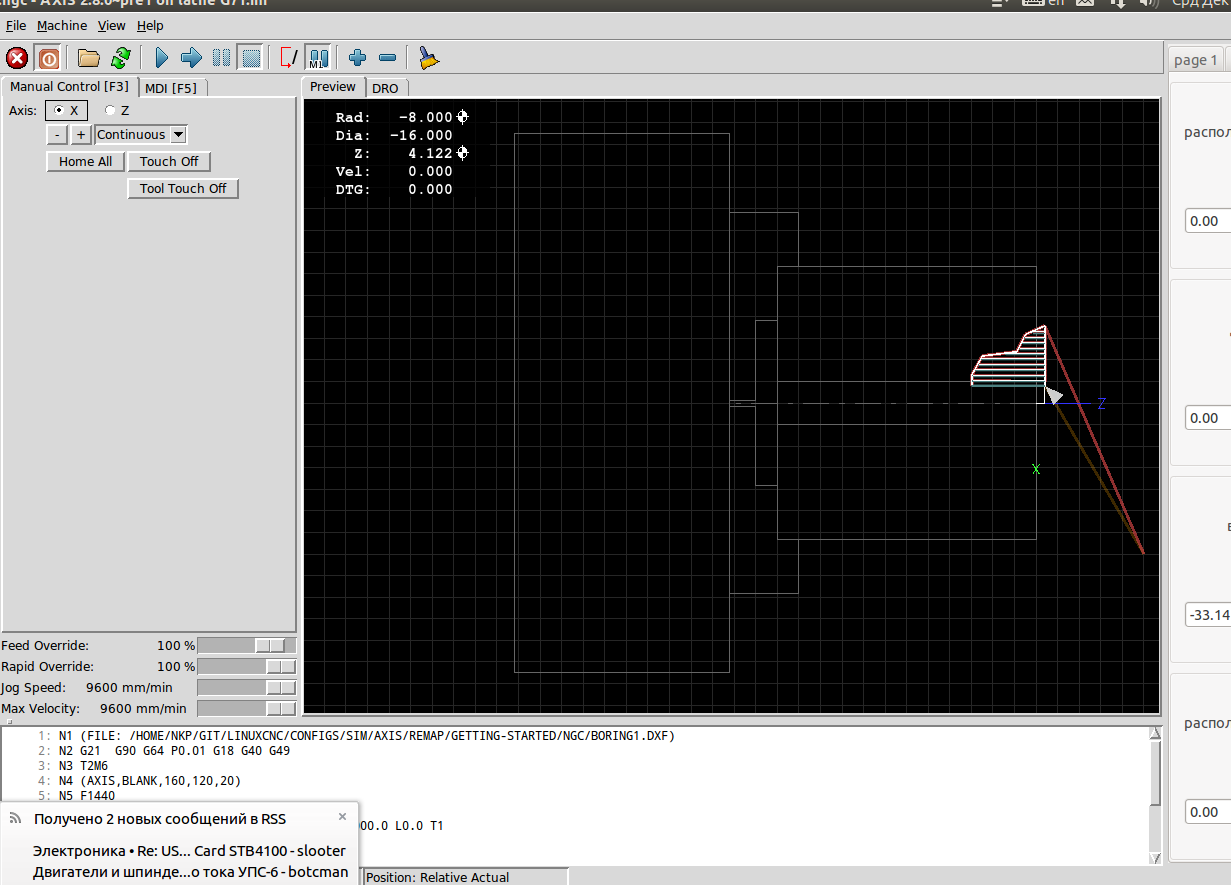 .ngc - AXIS 2.8.0~pre1 on lathe G71.ini
en
Срд Дек
File Machine View Help
M1
Manual Control [F3] MDI [F5]
Axis: X Z
- + Continuous
Home All Touch Off
Tool Touch Off
Preview DRO
Rad: -8.000
Dia: -16.000
Z: 4.122
Vel: 0.000
DTG: 0.000
Z
X
page 1
распол
0.00
0.00
-33.14
распол
0.00
Feed Override: 100 %
Rapid Override: 100 %
Jog Speed: 9600 mm/min
Max Velocity: 9600 mm/min
1: N1 (FILE: /HOME/NKP/GIT/LINUXCNC/CONFIGS/SIM/AXIS/REMAP/GETTING-STARTED/NGC/BORING1.DXF)
2: N2 G21 G90 G64 P0.01 G18 G40 G49
3: N3 T2M6
4: N4 (AXIS,BLANK,160,120,20)
5: N5 F1440
00.0 L0.0 T1
Получено 2 новых сообщений в RSS
Электроника • Re: US... Card STB4100 - slooter
Двигатели и шпинде...о тока УПС-6 - botcman
Position: Relative Actual